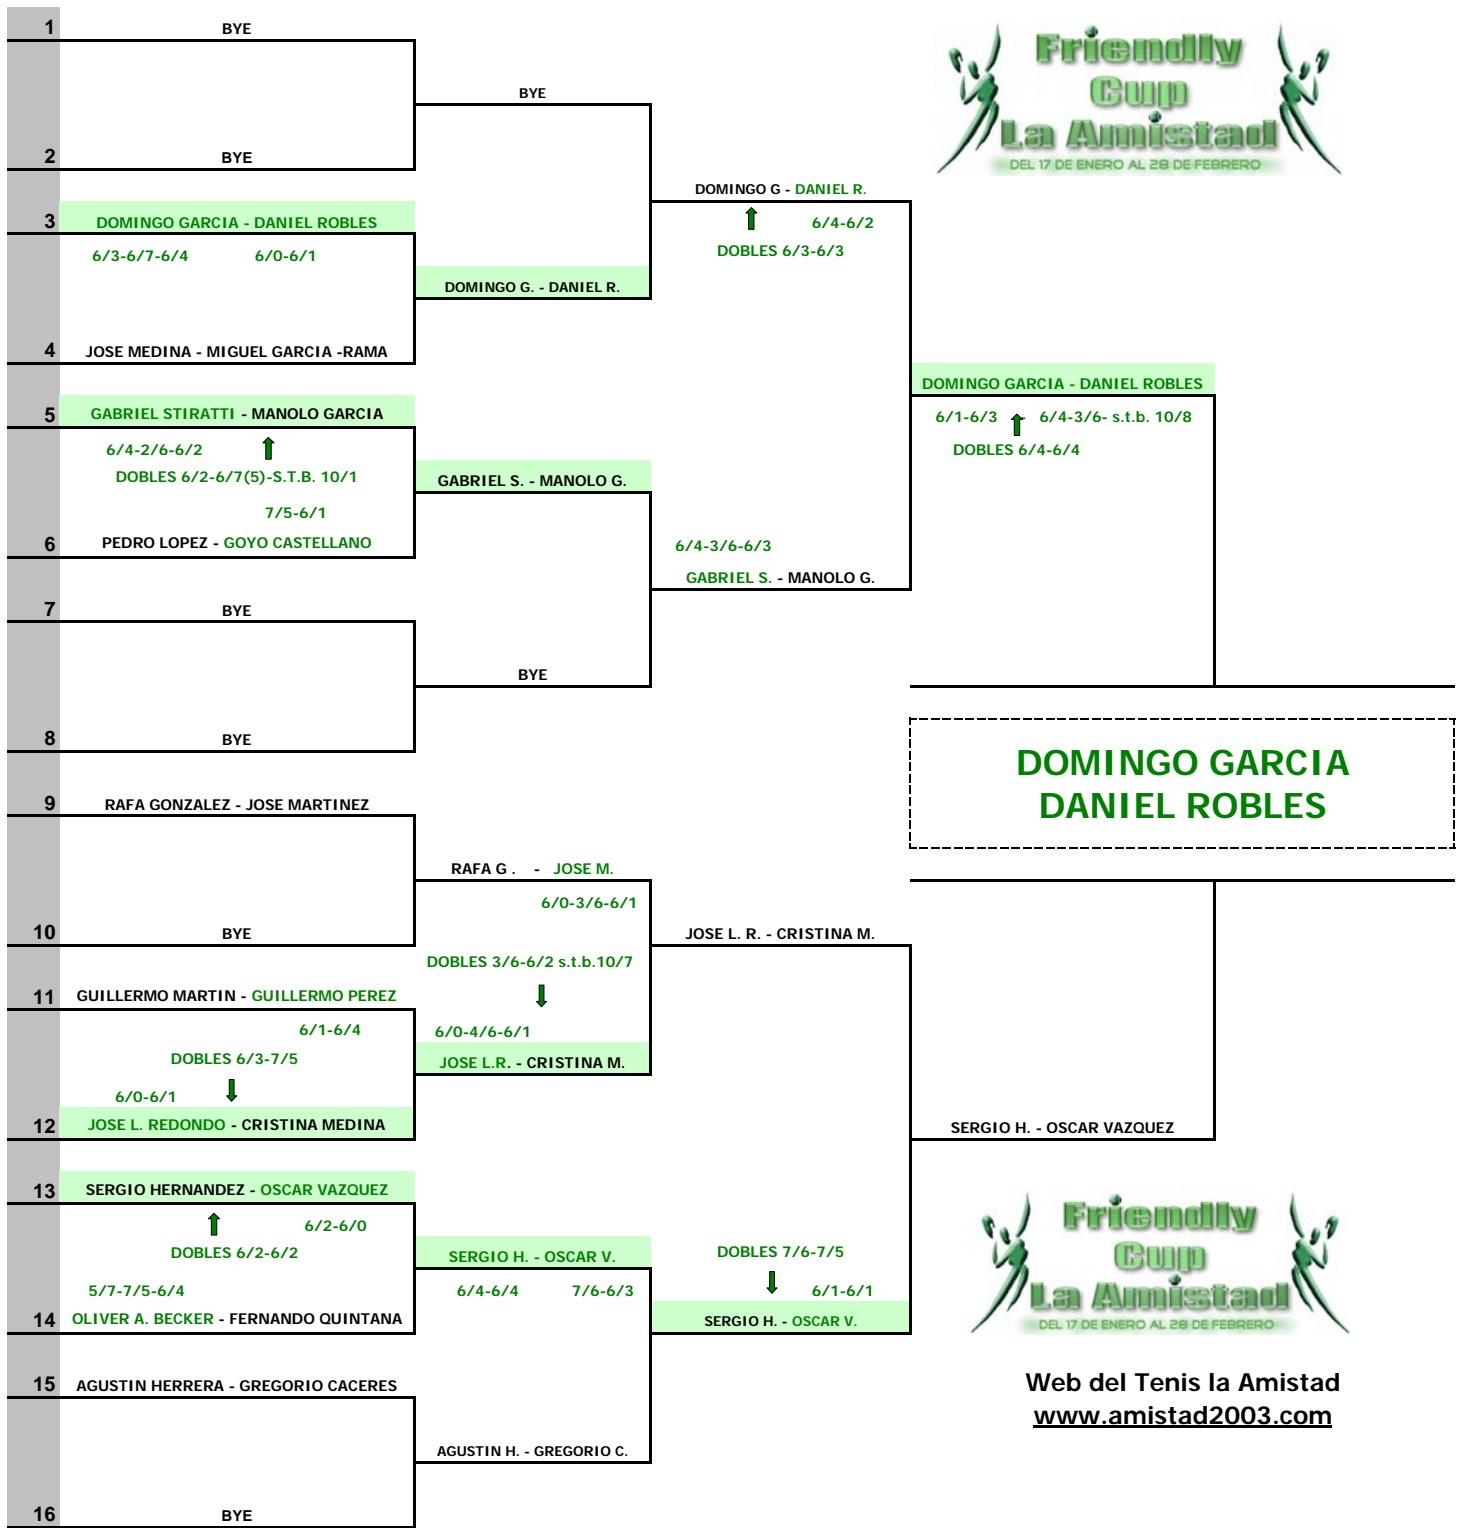 1 BYE
Friendly
Cup
La Amistad
DEL 17 DE ENERO AL 28 DE FEBRERO
BYE
2 BYE
DOMINGO G - DANIEL R.
3 DOMINGO GARCIA - DANIEL ROBLES
6/4-6/2
6/3-6/7-6/4 6/0-6/1
DOBLES 6/3-6/3
DOMINGO G. - DANIEL R.
4 JOSE MEDINA - MIGUEL GARCIA -RAMA
DOMINGO GARCIA - DANIEL ROBLES
5 GABRIEL STIRATTI - MANOLO GARCIA
6/1-6/3 6/4-3/6- s.t.b. 10/8
6/4-2/6-6/2
DOBLES 6/4-6/4
DOBLES 6/2-6/7(5)-S.T.B. 10/1
GABRIEL S. - MANOLO G.
7/5-6/1
6 PEDRO LOPEZ - GOYO CASTELLANO
6/4-3/6-6/3
GABRIEL S. - MANOLO G.
7 BYE
BYE
8 BYE
DOMINGO GARCIA
DANIEL ROBLES
9 RAFA GONZALEZ - JOSE MARTINEZ
RAFA G . - JOSE M.
6/0-3/6-6/1
10 BYE
JOSE L. R. - CRISTINA M.
DOBLES 3/6-6/2 s.t.b.10/7
11 GUILLERMO MARTIN - GUILLERMO PEREZ
6/1-6/4
6/0-4/6-6/1
DOBLES 6/3-7/5
JOSE L.R. - CRISTINA M.
6/0-6/1
12 JOSE L. REDONDO - CRISTINA MEDINA
SERGIO H. - OSCAR VAZQUEZ
13 SERGIO HERNANDEZ - OSCAR VAZQUEZ
6/2-6/0
DOBLES 6/2-6/2
SERGIO H. - OSCAR V.
DOBLES 7/6-7/5
5/7-7/5-6/4
6/4-6/4 7/6-6/3
6/1-6/1
14 OLIVER A. BECKER - FERNANDO QUINTANA
SERGIO H. - OSCAR V.
Friendly
Cup
La Amistad
DEL 17 DE ENERO AL 28 DE FEBRERO
15 AGUSTIN HERRERA - GREGORIO CACERES
Web del Tenis la Amistad
www.amistad2003.com
AGUSTIN H. - GREGORIO C.
16 BYE